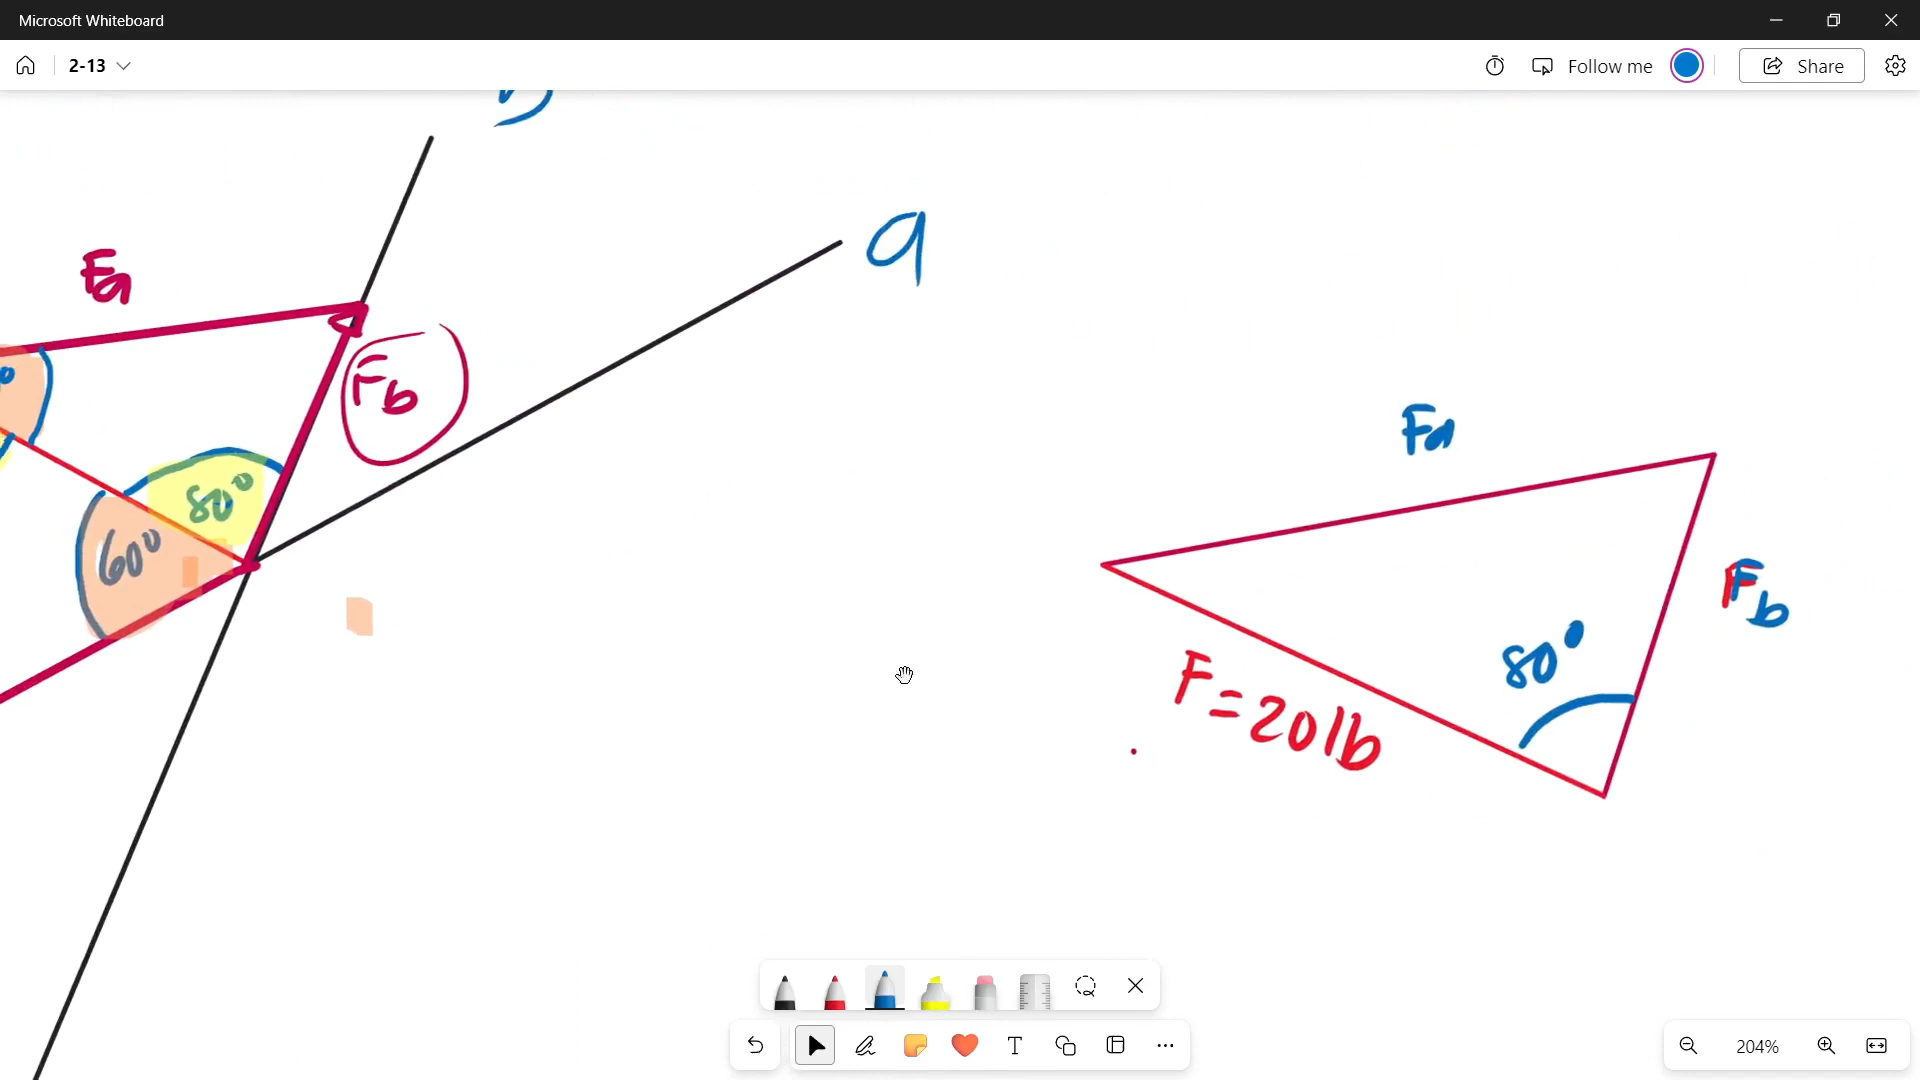 Microsoft Whiteboard
2-13
Follow me
Share
a
Fa
Fb
80°
60°
Fa
Fb
80°
F=20lb
T
204%